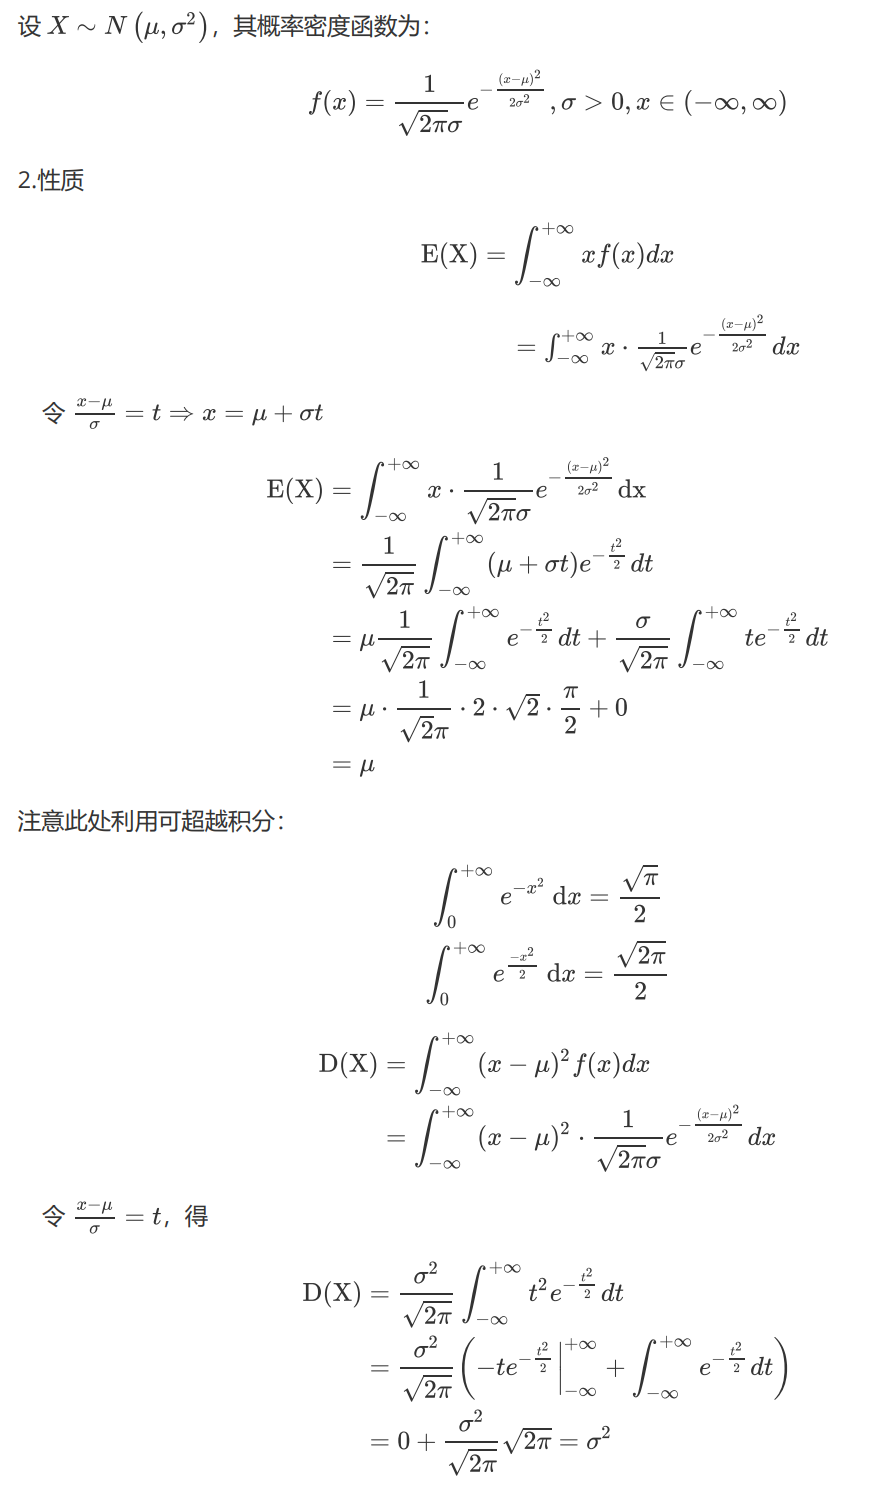 设 $X \sim N\left(\mu, \sigma^2\right)$，其概率密度函数为：
$f(x) = \frac{1}{\sqrt{2\pi}\sigma} e^{-\frac{(x-\mu)^2}{2\sigma^2}}, \sigma > 0, x \in (-\infty, \infty)$
2.性质
$\mathrm{E(X)} = \int_{-\infty}^{+\infty} x f(x) dx$
$= \int_{-\infty}^{+\infty} x \cdot \frac{1}{\sqrt{2\pi}\sigma} e^{-\frac{(x-\mu)^2}{2\sigma^2}} dx$
令 $\frac{x-\mu}{\sigma} = t \Rightarrow x = \mu + \sigma t$
$\mathrm{E(X)} = \int_{-\infty}^{+\infty} x \cdot \frac{1}{\sqrt{2\pi}\sigma} e^{-\frac{(x-\mu)^2}{2\sigma^2}} \mathrm{dx}$
$= \frac{1}{\sqrt{2\pi}} \int_{-\infty}^{+\infty} (\mu + \sigma t) e^{-\frac{t^2}{2}} dt$
$= \mu \frac{1}{\sqrt{2\pi}} \int_{-\infty}^{+\infty} e^{-\frac{t^2}{2}} dt + \frac{\sigma}{\sqrt{2\pi}} \int_{-\infty}^{+\infty} t e^{-\frac{t^2}{2}} dt$
$= \mu \cdot \frac{1}{\sqrt{2}\pi} \cdot 2 \cdot \sqrt{2} \cdot \frac{\pi}{2} + 0$
$= \mu$
注意此处利用可超越积分：
$\int_0^{+\infty} e^{-x^2} \mathrm{d}x = \frac{\sqrt{\pi}}{2}$
$\int_0^{+\infty} e^{\frac{-x^2}{2}} \mathrm{d}x = \frac{\sqrt{2\pi}}{2}$
$\mathrm{D(X)} = \int_{-\infty}^{+\infty} (x-\mu)^2 f(x) dx$
$= \int_{-\infty}^{+\infty} (x-\mu)^2 \cdot \frac{1}{\sqrt{2\pi}\sigma} e^{-\frac{(x-\mu)^2}{2\sigma^2}} dx$
令 $\frac{x-\mu}{\sigma} = t$，得
$\mathrm{D(X)} = \frac{\sigma^2}{\sqrt{2\pi}} \int_{-\infty}^{+\infty} t^2 e^{-\frac{t^2}{2}} dt$
$= \frac{\sigma^2}{\sqrt{2\pi}} \left( -t e^{-\frac{t^2}{2}} \Big|_{-\infty}^{+\infty} + \int_{-\infty}^{+\infty} e^{-\frac{t^2}{2}} dt \right)$
$= 0 + \frac{\sigma^2}{\sqrt{2\pi}} \sqrt{2\pi} = \sigma^2$